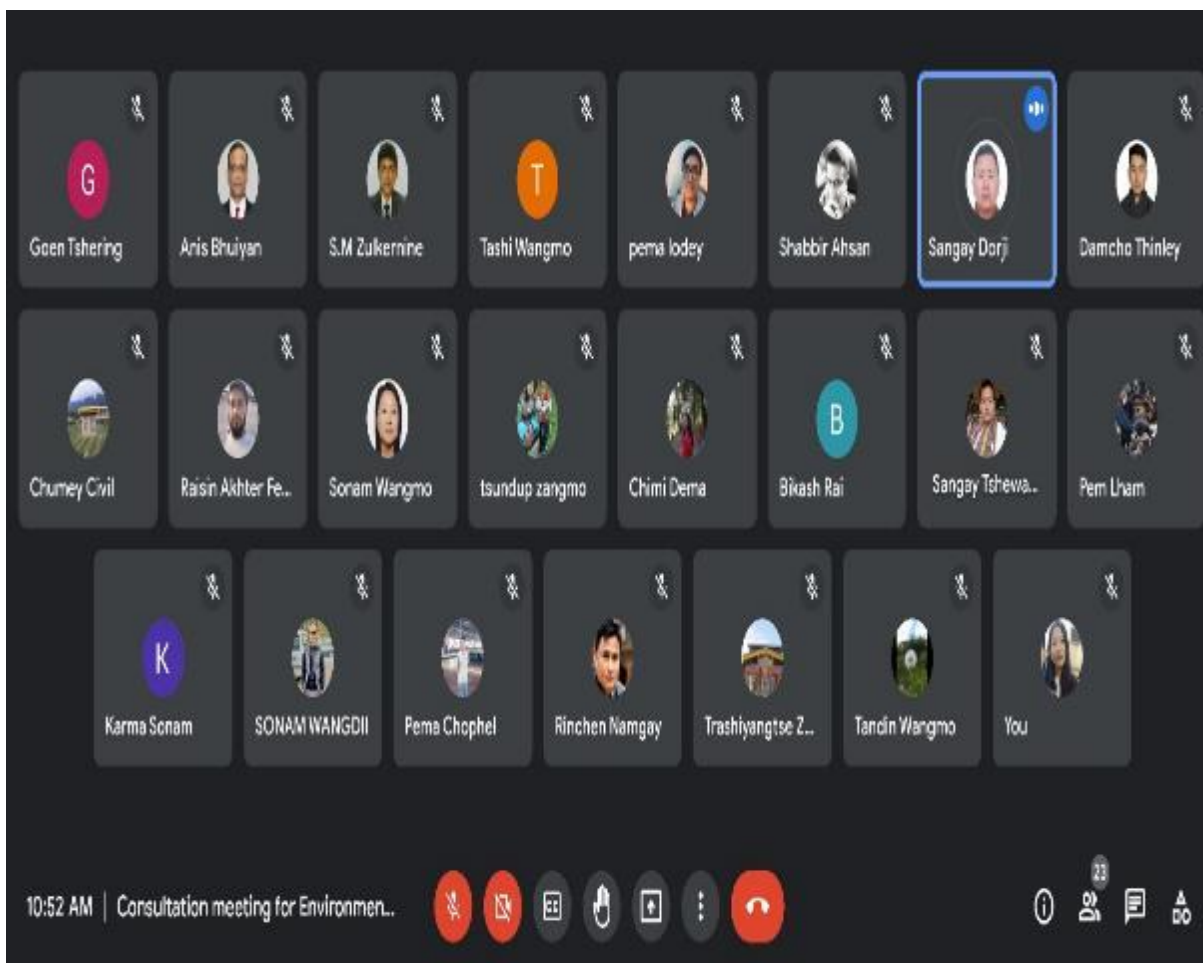 G T
Goen Tshering Anis Bhuiyan S.M Zulkernine Tashi Wangmo pema lodey Shabbir Ahsan Sangay Dorji Damcho Thinley
B
Chumey Civil Raisin Akhter Fe... Sonam Wangmo tsundup zangmo Chimi Dema Bikash Rai Sangay Tshewa... Pem Lham
K
Karma Sonam SONAM WANGDII Pema Chophel Rinchen Namgay Trashiyangtse Z... Tandin Wangmo You
23
10:52 AM | Consultation meeting for Environmen... CC